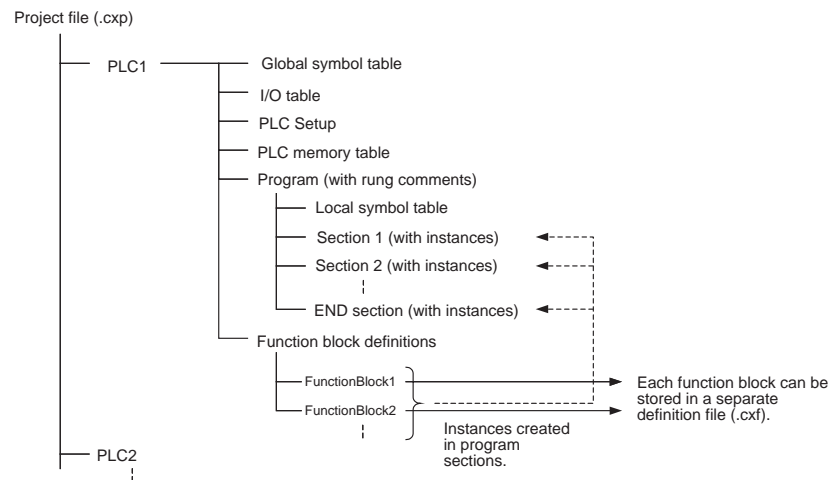 Project file (.cxp)
PLC1
Global symbol table
I/O table
PLC Setup
PLC memory table
Program (with rung comments)
Local symbol table
Section 1 (with instances)
Section 2 (with instances)
END section (with instances)
Function block definitions
FunctionBlock1
FunctionBlock2
Each function block can be
stored in a separate
definition file (.cxf).
Instances created
in program
sections.
PLC2